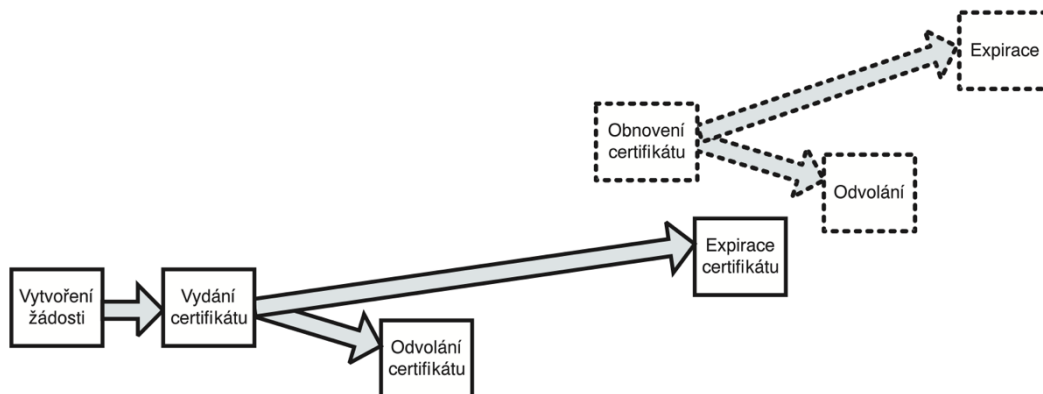 Expirace
Obnovení
certifikátu
Odvolání
Expirace
certifikátu
Vytvoření
žádosti
Vydání
certifikátu
Odvolání
certifikátu